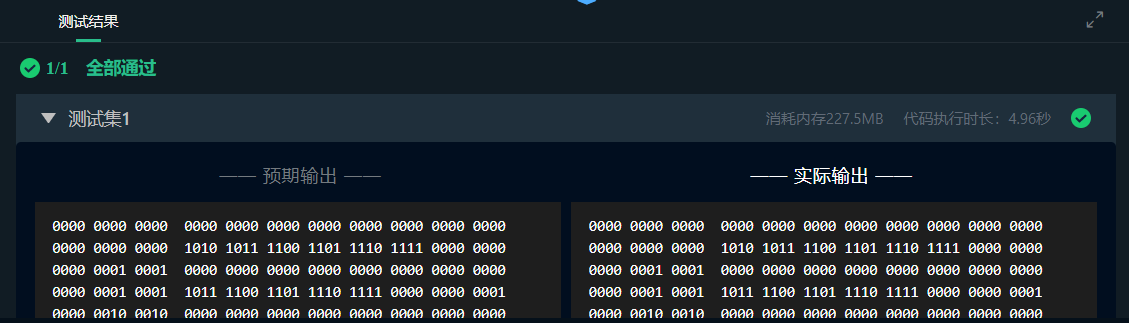 测试结果
1/1 全部通过
测试集1 消耗内存227.5MB 代码执行时长：4.96秒
—— 预期输出 —— —— 实际输出 ——
0000 0000 0000  0000 0000 0000 0000 0000 0000 0000 0000 0000 0000 0000  0000 0000 0000 0000 0000 0000 0000 0000
0000 0000 0000  1010 1011 1100 1101 1110 1111 0000 0000 0000 0000 0000  1010 1011 1100 1101 1110 1111 0000 0000
0000 0001 0001  0000 0000 0000 0000 0000 0000 0000 0000 0000 0001 0001  0000 0000 0000 0000 0000 0000 0000 0000
0000 0001 0001  1011 1100 1101 1110 1111 0000 0000 0001 0000 0001 0001  1011 1100 1101 1110 1111 0000 0000 0001
0000 0010 0010  0000 0000 0000 0000 0000 0000 0000 0000 0000 0010 0010  0000 0000 0000 0000 0000 0000 0000 0000